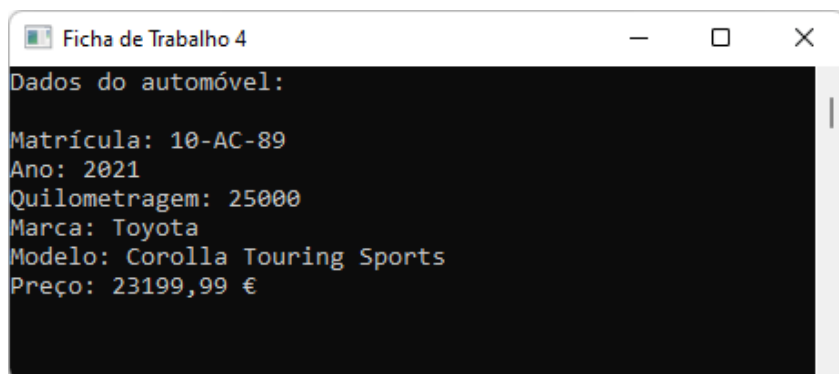 Ficha de Trabalho 4
Dados do automóvel:
Matrícula: 10-AC-89
Ano: 2021
Quilometragem: 25000
Marca: Toyota
Modelo: Corolla Touring Sports
Preço: 23199,99 €